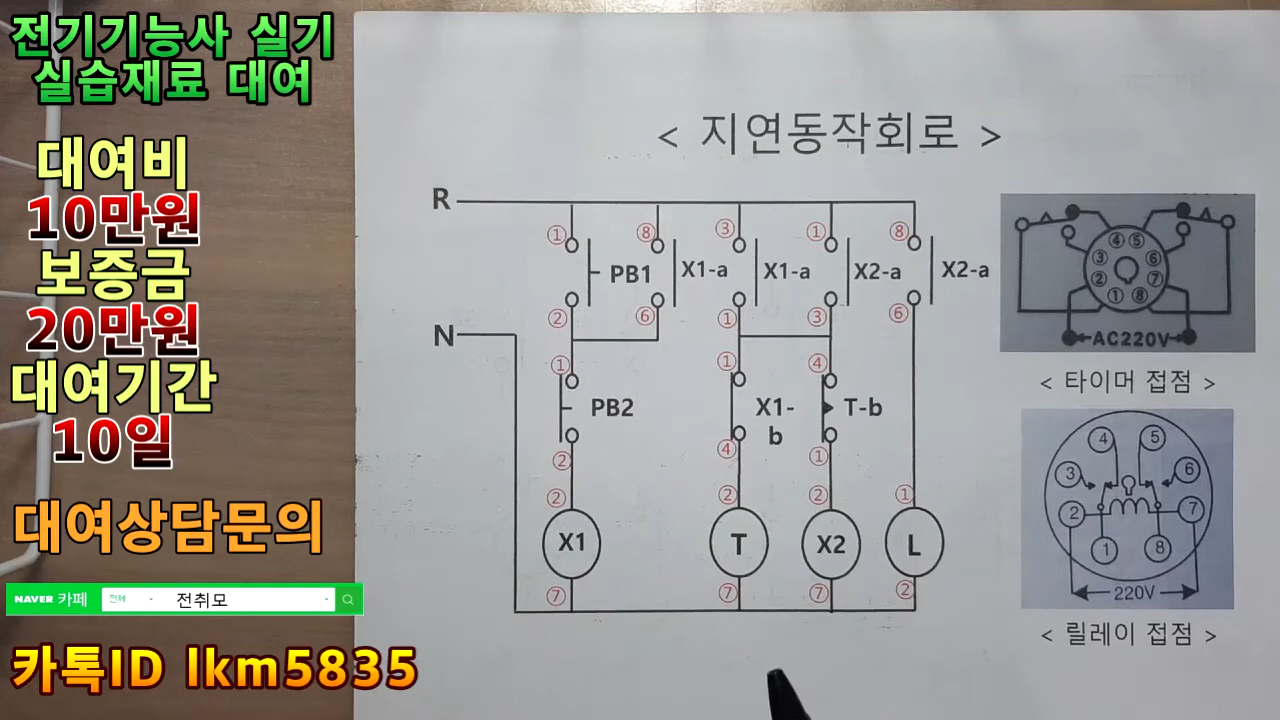 전기기능사 실기
실습재료 대여
대여비
10만원
보증금
20만원
대여기간
10일
대여상담문의
NAVER 카페 전체 전취모
카톡ID lkm5835
< 지연동작회로 >
R
① ⑧ ③ ① ⑧
PB1 X1-a X1-a X2-a X2-a
② ⑥ ① ③ ⑥
N
① ① ④
PB2 X1-b T-b
② ④ ①
② ② ② ①
X1 T X2 L
⑦ ⑦ ⑦ ②
④ ⑤
③ ⑥
② ⑦
① ⑧
AC220V
< 타이머 접점 >
④ ⑤
③ ⑥
② ⑦
① ⑧
220V
< 릴레이 접점 >